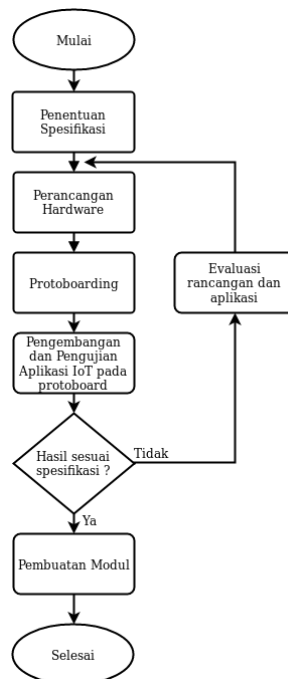 Mulai
Penentuan
Spesifikasi
Perancangan
Hardware
Protoboarding
Evaluasi
rancangan dan
aplikasi
Pengembangan
dan Pengujian
Aplikasi IoT pada
protoboard
Hasil sesuai
spesifikasi ?
Tidak
Ya
Pembuatan Modul
Selesai